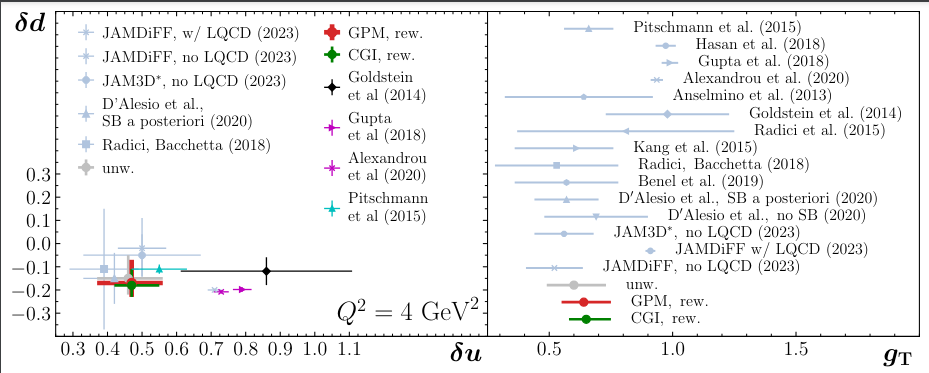 δd
JAMDiFF, w/ LQCD (2023)
JAMDiFF, no LQCD (2023)
JAM3D*, no LQCD (2023)
D'Alesio et al.,
SB a posteriori (2020)
Radici, Bacchetta (2018)
unw.
GPM, rew.
CGI, rew.
Goldstein
et al (2014)
Gupta
et al (2018)
Alexandrou
et al (2020)
Pitschmann
et al (2015)
0.3
0.2
0.1
0.0
−0.1
−0.2
−0.3
Q² = 4 GeV²
0.3 0.4 0.5 0.6 0.7 0.8 0.9 1.0 1.1
δu
Pitschmann et al. (2015)
Hasan et al. (2018)
Gupta et al. (2018)
Alexandrou et al. (2020)
Anselmino et al. (2013)
Goldstein et al. (2014)
Radici et al. (2015)
Kang et al. (2015)
Radici, Bacchetta (2018)
Benel et al. (2019)
D'Alesio et al., SB a posteriori (2020)
D'Alesio et al., no SB (2020)
JAM3D*, no LQCD (2023)
JAMDiFF w/ LQCD (2023)
JAMDiFF, no LQCD (2023)
unw.
GPM, rew.
CGI, rew.
0.5 1.0 1.5
g_T